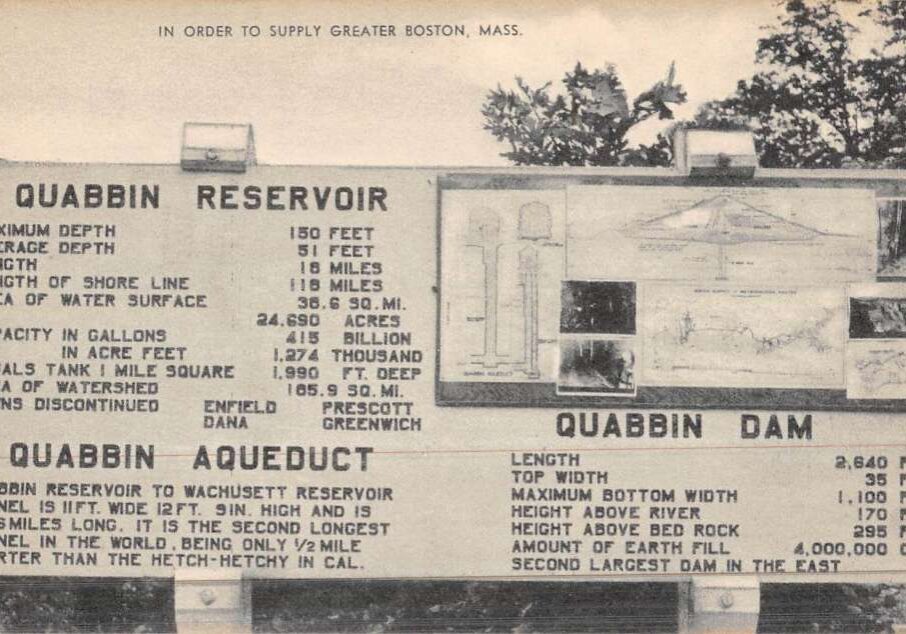 IN ORDER TO SUPPLY GREATER BOSTON, MASS.
QUABBIN RESERVOIR
XIMUM DEPTH 150 FEET
ERAGE DEPTH 51 FEET
NGTH 18 MILES
NGTH OF SHORE LINE 118 MILES
EA OF WATER SURFACE 38.6 SQ.MI.
24,690 ACRES
PACITY IN GALLONS 415 BILLION
IN ACRE FEET 1,274 THOUSAND
UALS TANK 1 MILE SQUARE 1,990 FT. DEEP
EA OF WATERSHED 185.9 SQ.MI.
WNS DISCONTINUED ENFIELD PRESCOTT
DANA GREENWICH
QUABBIN AQUEDUCT
BBIN RESERVOIR TO WACHUSETT RESERVOIR
NEL IS 11FT. WIDE 12FT. 9IN. HIGH AND IS
MILES LONG. IT IS THE SECOND LONGEST
NEL IN THE WORLD, BEING ONLY 1/2 MILE
RTER THAN THE HETCH-HETCHY IN CAL.
QUABBIN DAM
LENGTH 2,640 F
TOP WIDTH 35 F
MAXIMUM BOTTOM WIDTH 1,100 F
HEIGHT ABOVE RIVER 170 F
HEIGHT ABOVE BED ROCK 295 F
AMOUNT OF EARTH FILL 4,000,000 C
SECOND LARGEST DAM IN THE EAST